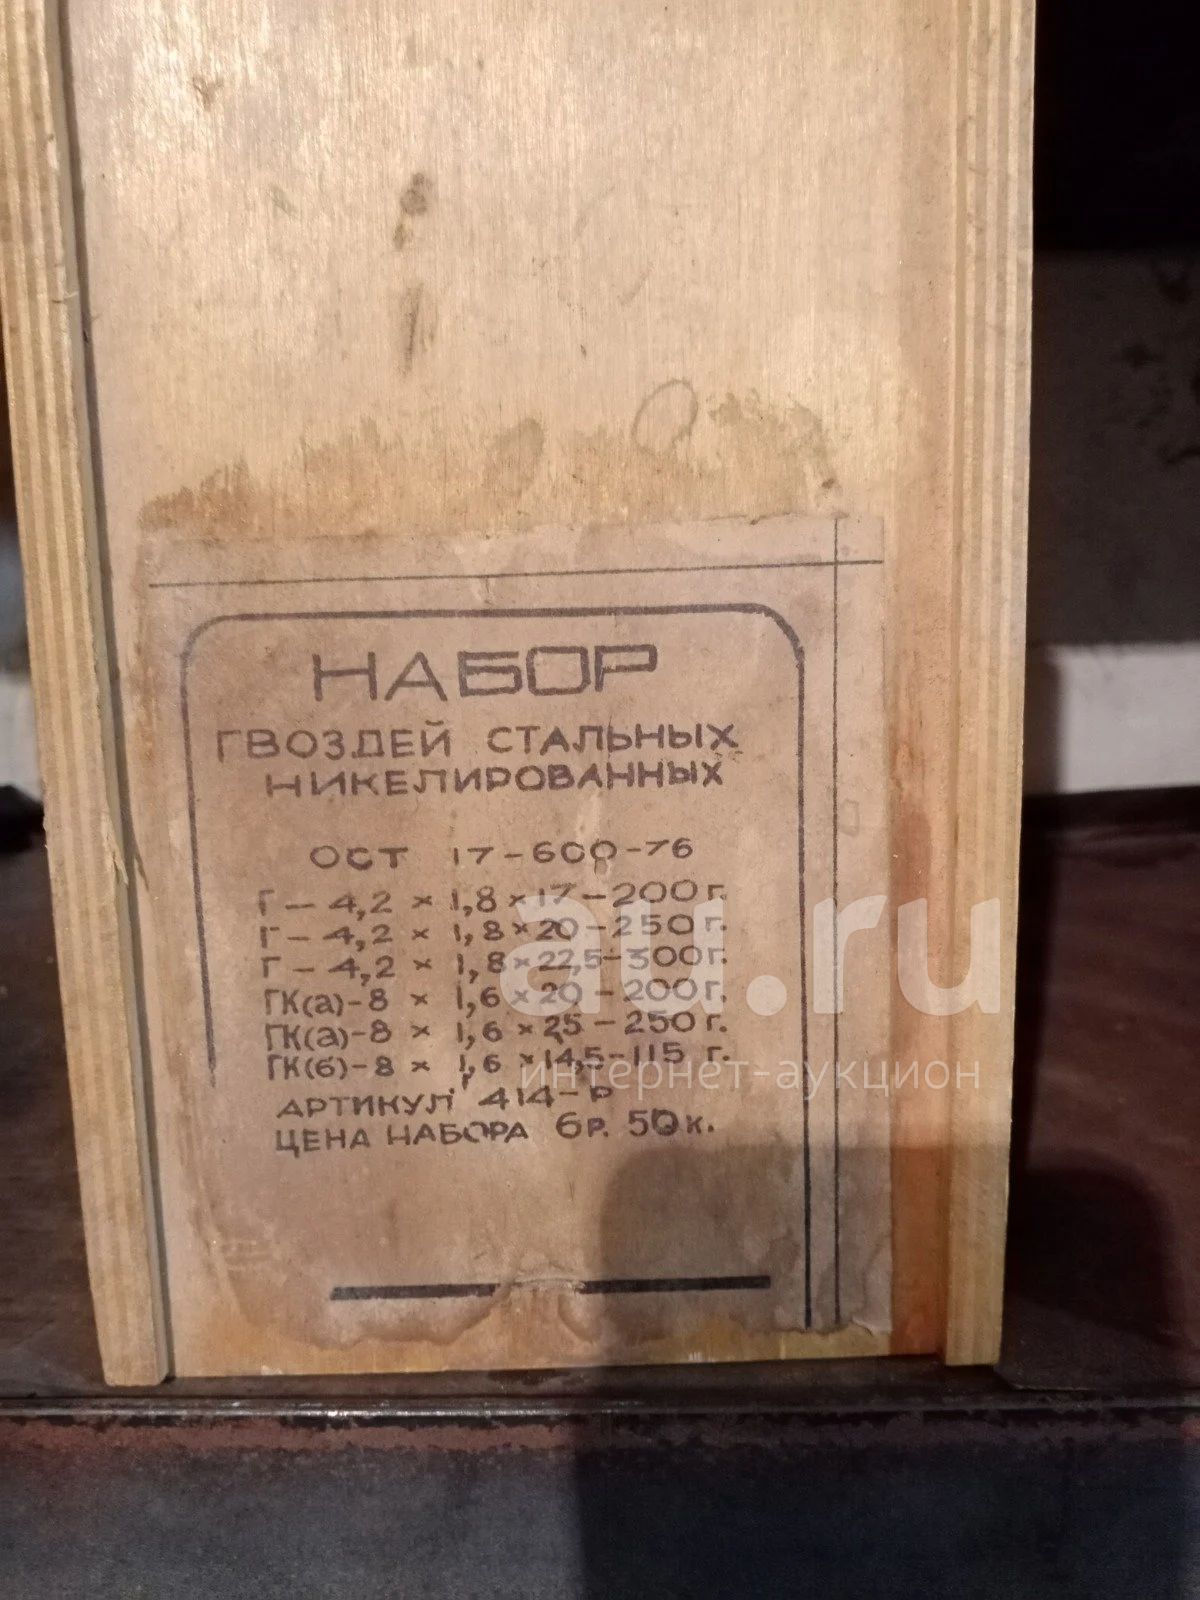 НАБОР
ГВОЗДЕЙ СТАЛЬНЫХ
НИКЕЛИРОВАННЫХ
ОСТ 17-600-76
Г-4,2 × 1,8 × 17-200 г.
Г-4,2 × 1,8 × 20-250 г.
Г-4,2 × 1,8 × 22,5-300 г.
ГК(а)-8 × 1,6 × 20-200 г.
ГК(а)-8 × 1,6 × 25-250 г.
ГК(б)-8 × 1,6 × 14,5-115 г.
АРТИКУЛ 414-Р
ЦЕНА НАБОРА 6р. 50к.
au.ru
интернет-аукцион